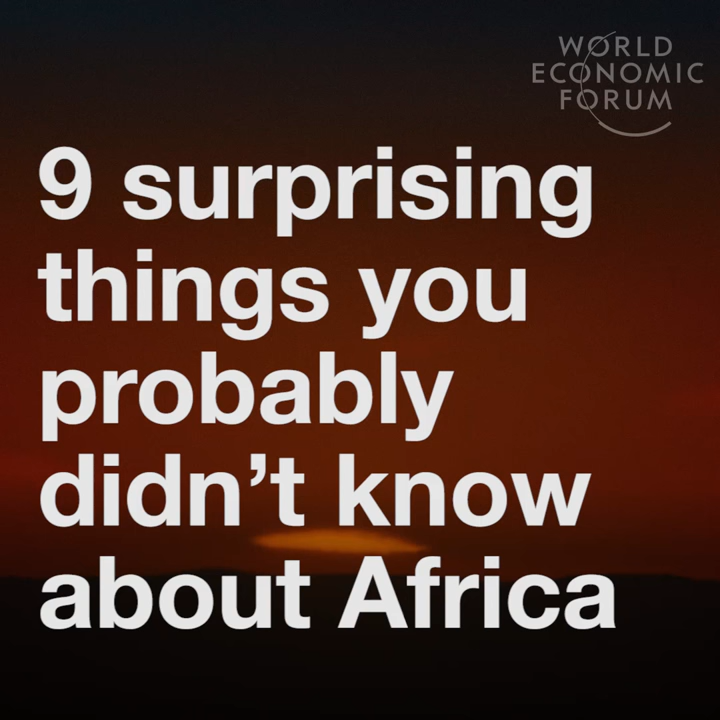 WORLD
ECONOMIC
FORUM
9 surprising
things you
probably
didn’t know
about Africa